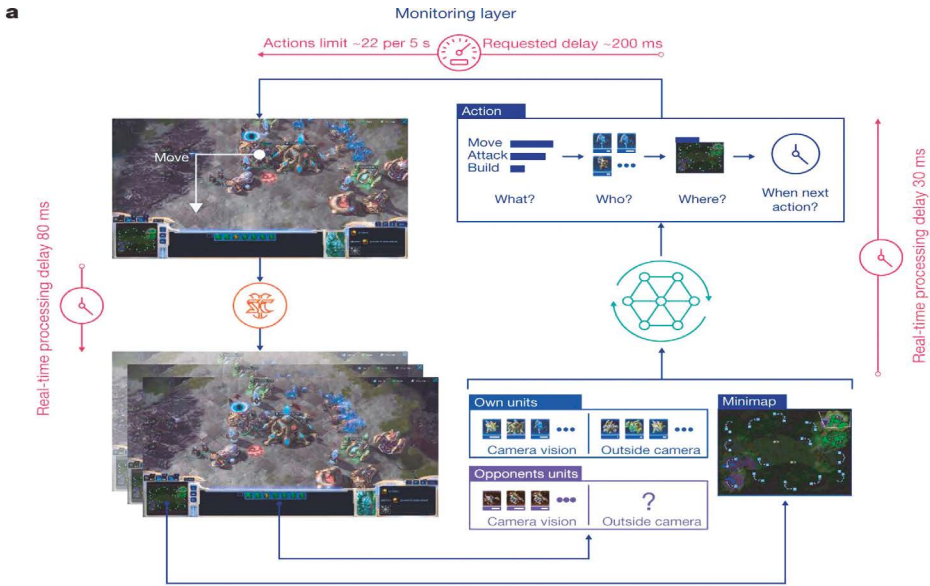 a
Monitoring layer
Actions limit ~22 per 5 s
Requested delay ~200 ms
Action
Move
Attack
Build
What?
Who?
Where?
When next
action?
Move
Real-time processing delay 80 ms
Real-time processing delay 30 ms
Own units
Camera vision
Outside camera
Opponents units
?
Camera vision
Outside camera
Minimap